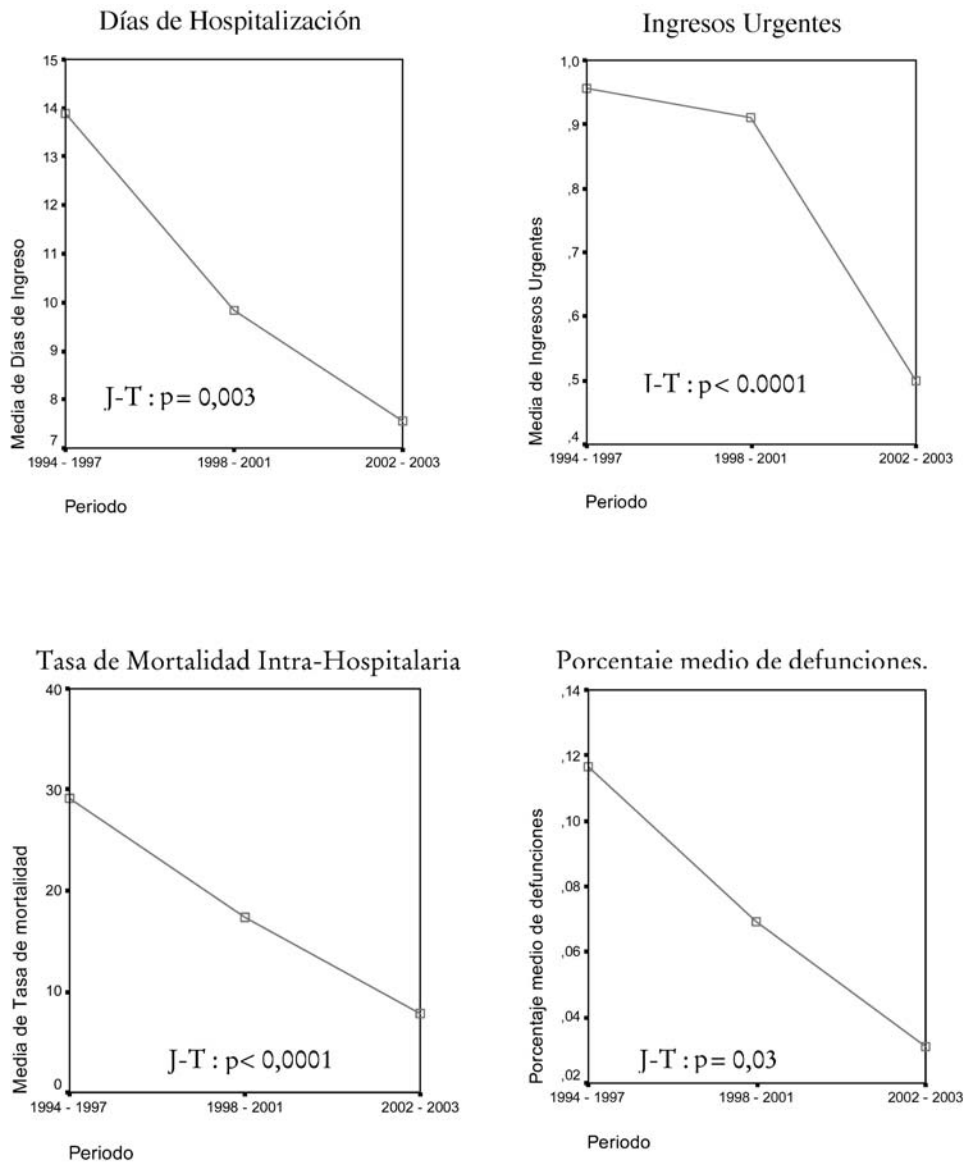 Días de Hospitalización
Media de Días de Ingreso
15
14
13
12
11
10
9
8
7
J-T : p= 0,003
1994 - 1997
1998 - 2001
2002 - 2003
Periodo
Ingresos Urgentes
Media de Ingresos Urgentes
1,0
,9
,8
,7
,6
,5
,4
J-T : p< 0.0001
1994 - 1997
1998 - 2001
2002 - 2003
Periodo
Tasa de Mortalidad Intra-Hospitalaria
Media de Tasa de mortalidad
40
30
20
10
0
J-T : p< 0,0001
1994 - 1997
1998 - 2001
2002 - 2003
Periodo
Porcentaje medio de defunciones.
Porcentaje medio de defunciones
,14
,12
,10
,08
,06
,04
,02
J-T : p= 0,03
1994 - 1997
1998 - 2001
2002 - 2003
Periodo